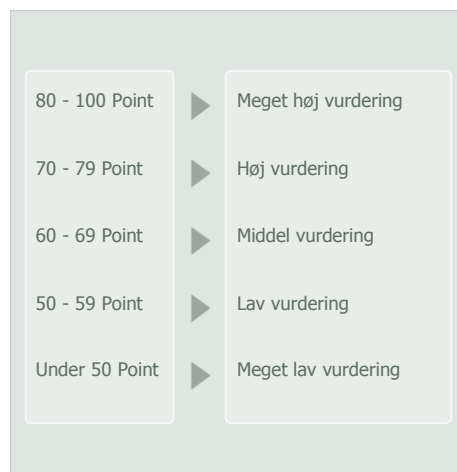 80 - 100 Point Meget høj vurdering
70 - 79 Point Høj vurdering
60 - 69 Point Middel vurdering
50 - 59 Point Lav vurdering
Under 50 Point Meget lav vurdering